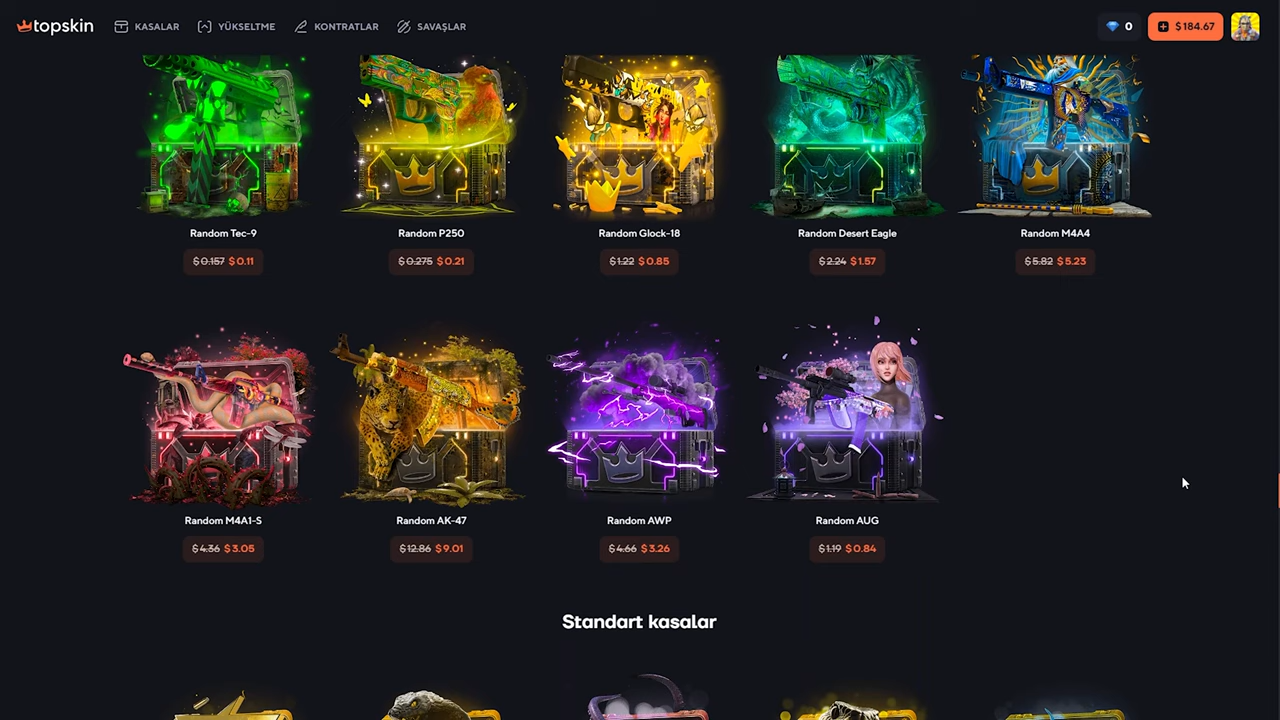 topskin KASALAR YÜKSELTME KONTRATLAR SAVAŞLAR 0 $184.67
Random Tec-9 Random P250 Random Glock-18 Random Desert Eagle Random M4A4
$0.157 $0.11 $0.275 $0.21 $1.22 $0.85 $2.24 $1.57 $5.82 $5.23
Random M4A1-S Random AK-47 Random AWP Random AUG
$4.36 $3.05 $12.86 $9.01 $4.66 $3.26 $1.19 $0.84
Standart kasalar